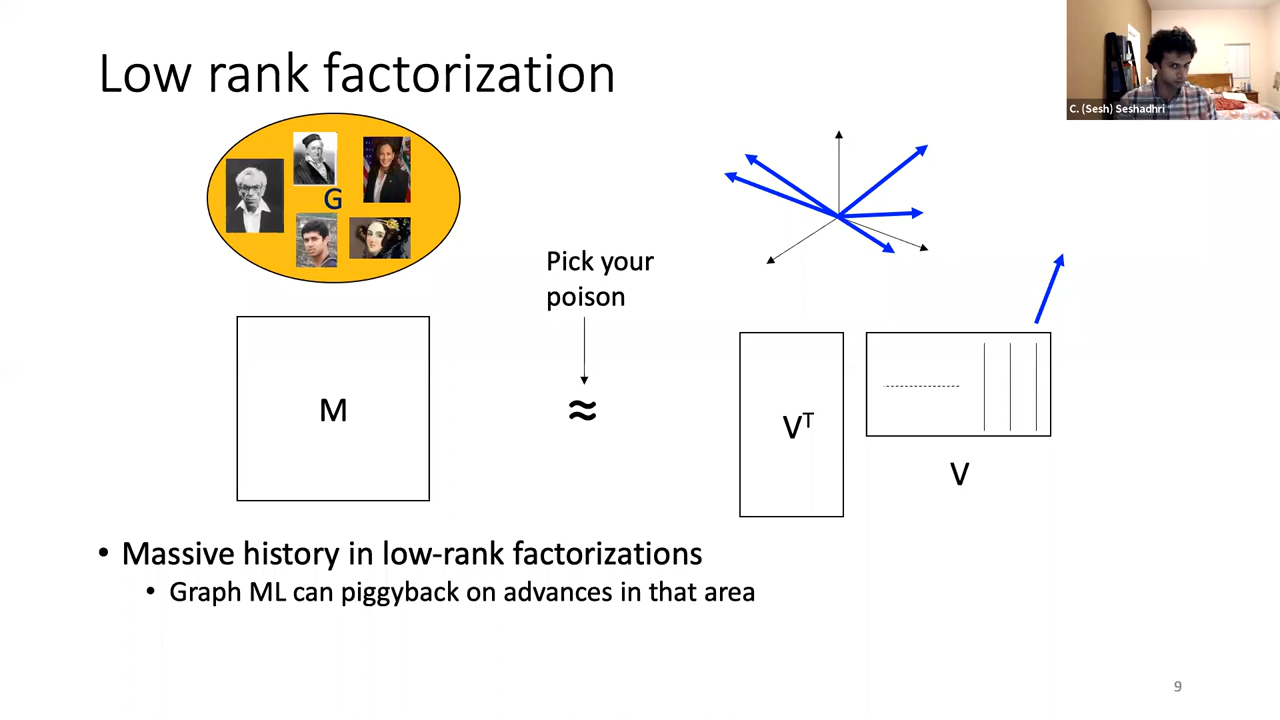 Low rank factorization
C. (Sesh) Seshadhri
G
Pick your
poison
M
≈
Vᵀ
V
• Massive history in low-rank factorizations
• Graph ML can piggyback on advances in that area
9